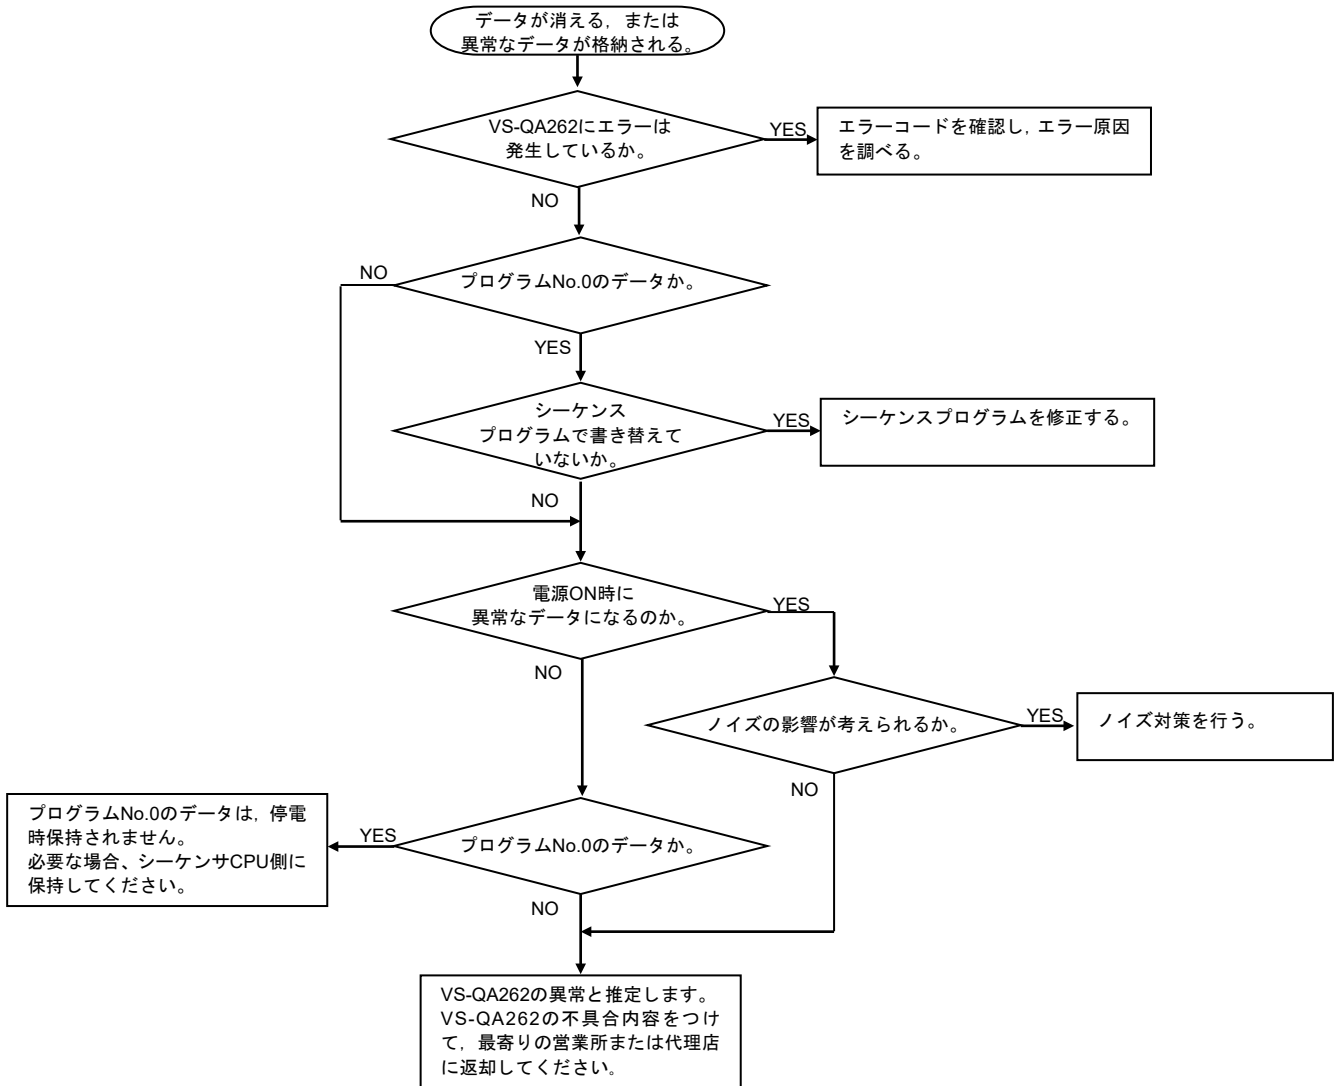 データが消える，または
異常なデータが格納される。
VS-QA262にエラーは
発生しているか。
YES
エラーコードを確認し，エラー原因
を調べる。
NO
プログラムNo.0のデータか。
NO
YES
シーケンス
プログラムで書き替えて
いないか。
YES
シーケンスプログラムを修正する。
NO
電源ON時に
異常なデータになるのか。
YES
NO
ノイズの影響が考えられるか。
YES
ノイズ対策を行う。
NO
プログラムNo.0のデータか。
YES
プログラムNo.0のデータは，停電
時保持されません。
必要な場合、シーケンサCPU側に
保持してください。
NO
VS-QA262の異常と推定します。
VS-QA262の不具合内容をつけ
て，最寄りの営業所または代理店
に返却してください。